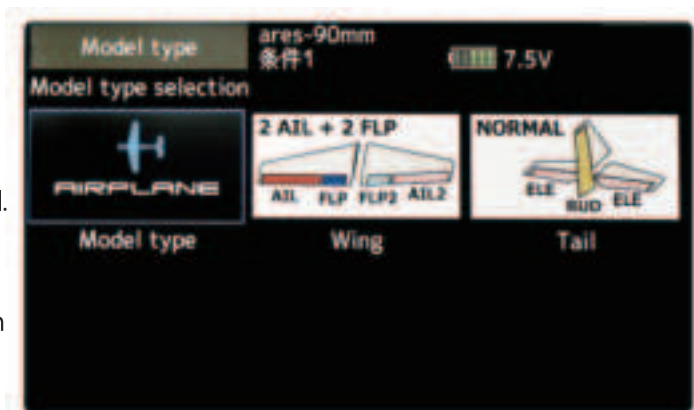 Model type
ares-90mm
条件1
7.5V
Model type selection
AIRPLANE
2 AIL + 2 FLP
AIL FLP FLP2 AIL2
NORMAL
ELE RUD ELE
Model type
Wing
Tail